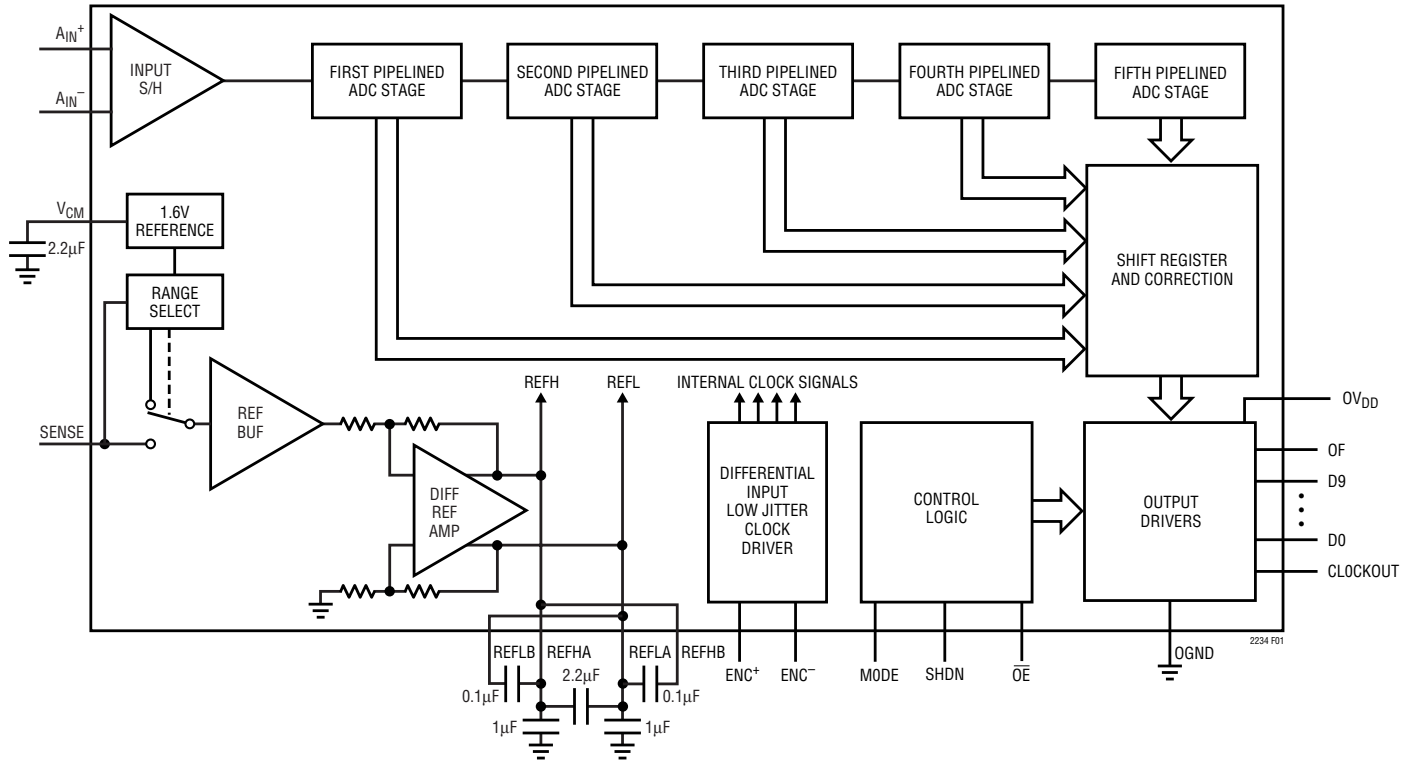 AIN+
INPUT
S/H
AIN−
FIRST PIPELINED
ADC STAGE
SECOND PIPELINED
ADC STAGE
THIRD PIPELINED
ADC STAGE
FOURTH PIPELINED
ADC STAGE
FIFTH PIPELINED
ADC STAGE
VCM
2.2µF
1.6V
REFERENCE
RANGE
SELECT
SHIFT REGISTER
AND CORRECTION
SENSE
REF
BUF
REFH
REFL
INTERNAL CLOCK SIGNALS
DIFF
REF
AMP
DIFFERENTIAL
INPUT
LOW JITTER
CLOCK
DRIVER
CONTROL
LOGIC
OUTPUT
DRIVERS
OVDD
OF
D9
D0
CLOCKOUT
2234 F01
REFLB
REFHA
REFLA
REFHB
0.1µF
2.2µF
0.1µF
1µF
1µF
ENC+
ENC−
MODE
SHDN
OE
OGND